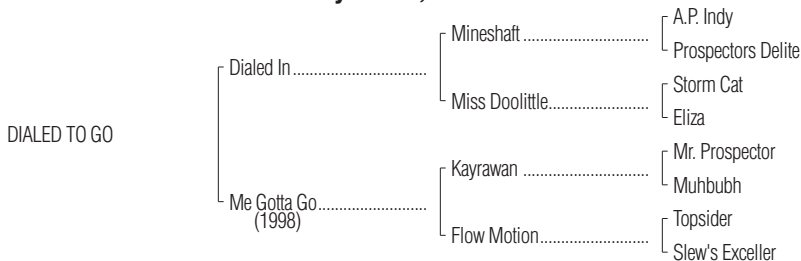 A.P. Indy
Mineshaft
Prospectors Delite
Dialed In
Storm Cat
Miss Doolittle
Eliza
DIALED TO GO
Mr. Prospector
Kayrawan
Muhbubh
Me Gotta Go
(1998)
Topsider
Flow Motion
Slew's Exceller